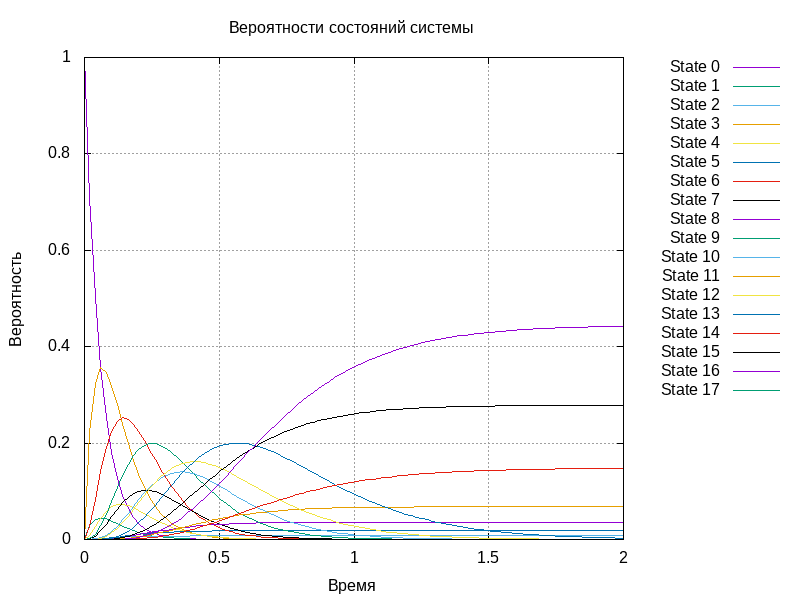 Вероятности состояний системы
Вероятность
1
0.8
0.6
0.4
0.2
0
0
0.5
1
1.5
2
Время
State 0
State 1
State 2
State 3
State 4
State 5
State 6
State 7
State 8
State 9
State 10
State 11
State 12
State 13
State 14
State 15
State 16
State 17